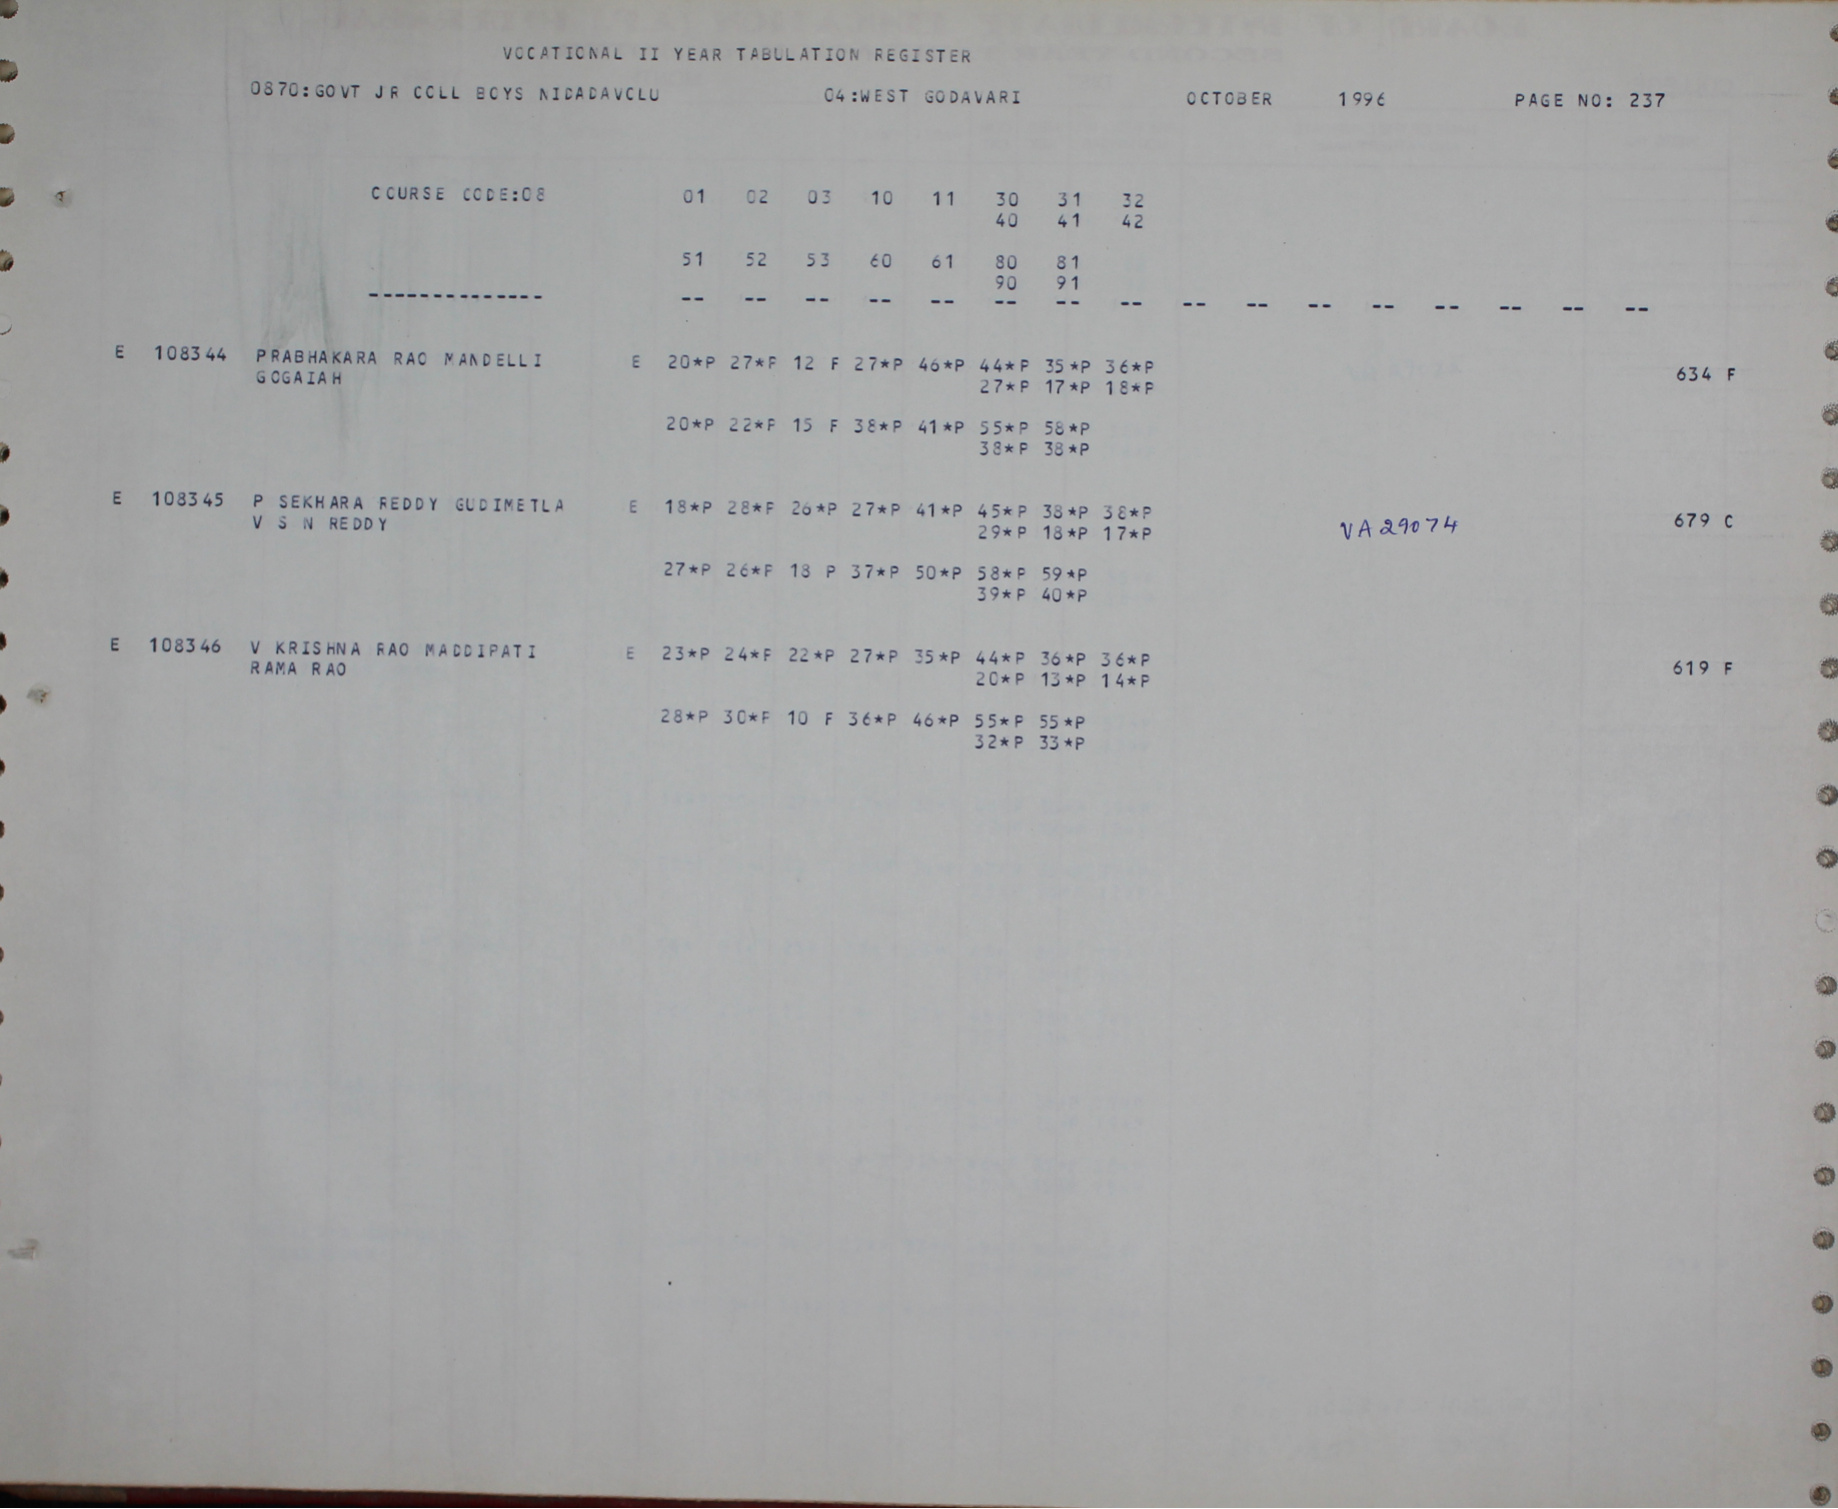 VOCATIONAL II YEAR TABULATION REGISTER
0870:GOVT JR COLL BOYS NIDADAVOLU 04:WEST GODAVARI OCTOBER 1996 PAGE NO: 237
COURSE CODE:08 01 02 03 10 11 30 31 32
40 41 42
51 52 53 60 61 80 81
90 91
-------------- -- -- -- -- -- -- -- -- -- -- -- -- -- -- -- --
E 108344 PRABHAKARA RAO MANDELLI E 20*P 27*P 12 F 27*P 46*P 44*P 35*P 36*P
GOGAIAH 27*P 17*P 18*P 634 F
20*P 22*P 15 F 38*P 41*P 55*P 58*P
38*P 38*P
E 108345 P SEKHARA REDDY GUDIMETLA E 18*P 28*P 26*P 27*P 41*P 45*P 38*P 38*P
V S N REDDY 29*P 18*P 17*P VA 29074 679 C
27*P 26*P 18 P 37*P 50*P 58*P 59*P
39*P 40*P
E 108346 V KRISHNA RAO MADDIPATI E 23*P 24*P 22*P 27*P 35*P 44*P 36*P 36*P
RAMA RAO 20*P 13*P 14*P 619 F
28*P 30*P 10 F 36*P 46*P 55*P 55*P
32*P 33*P